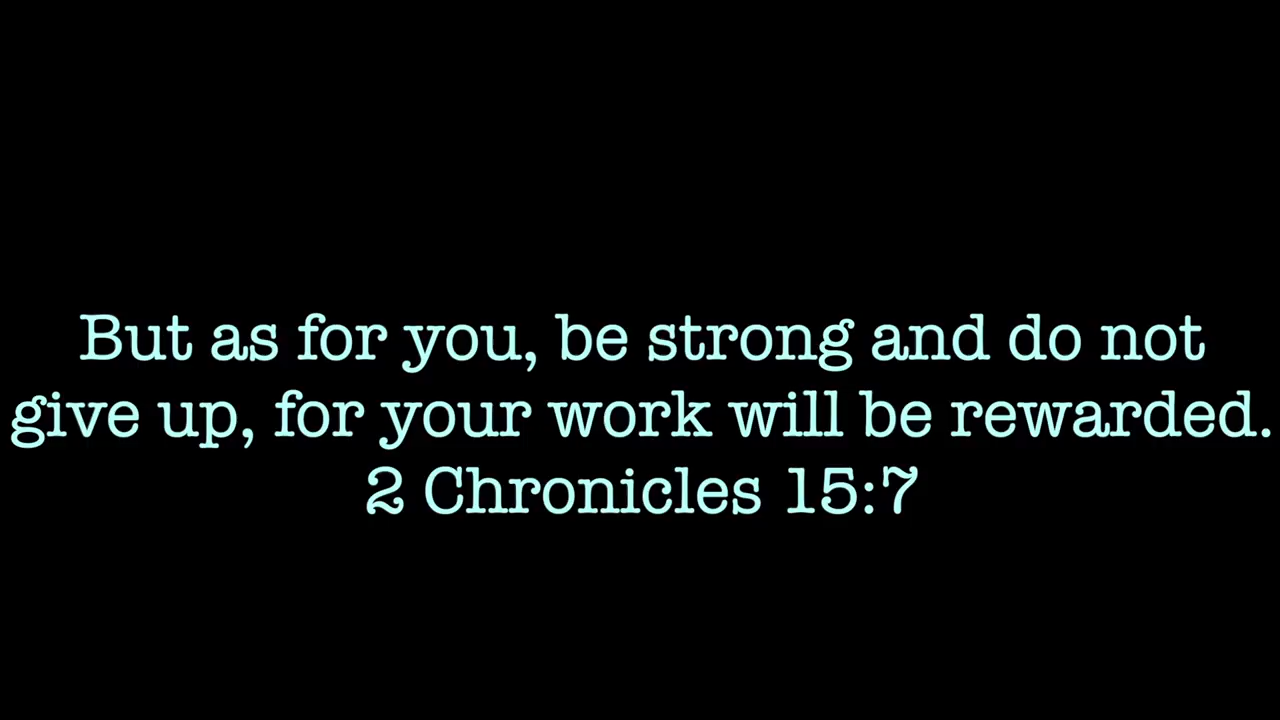 But as for you, be strong and do not
give up, for your work will be rewarded.
2 Chronicles 15:7